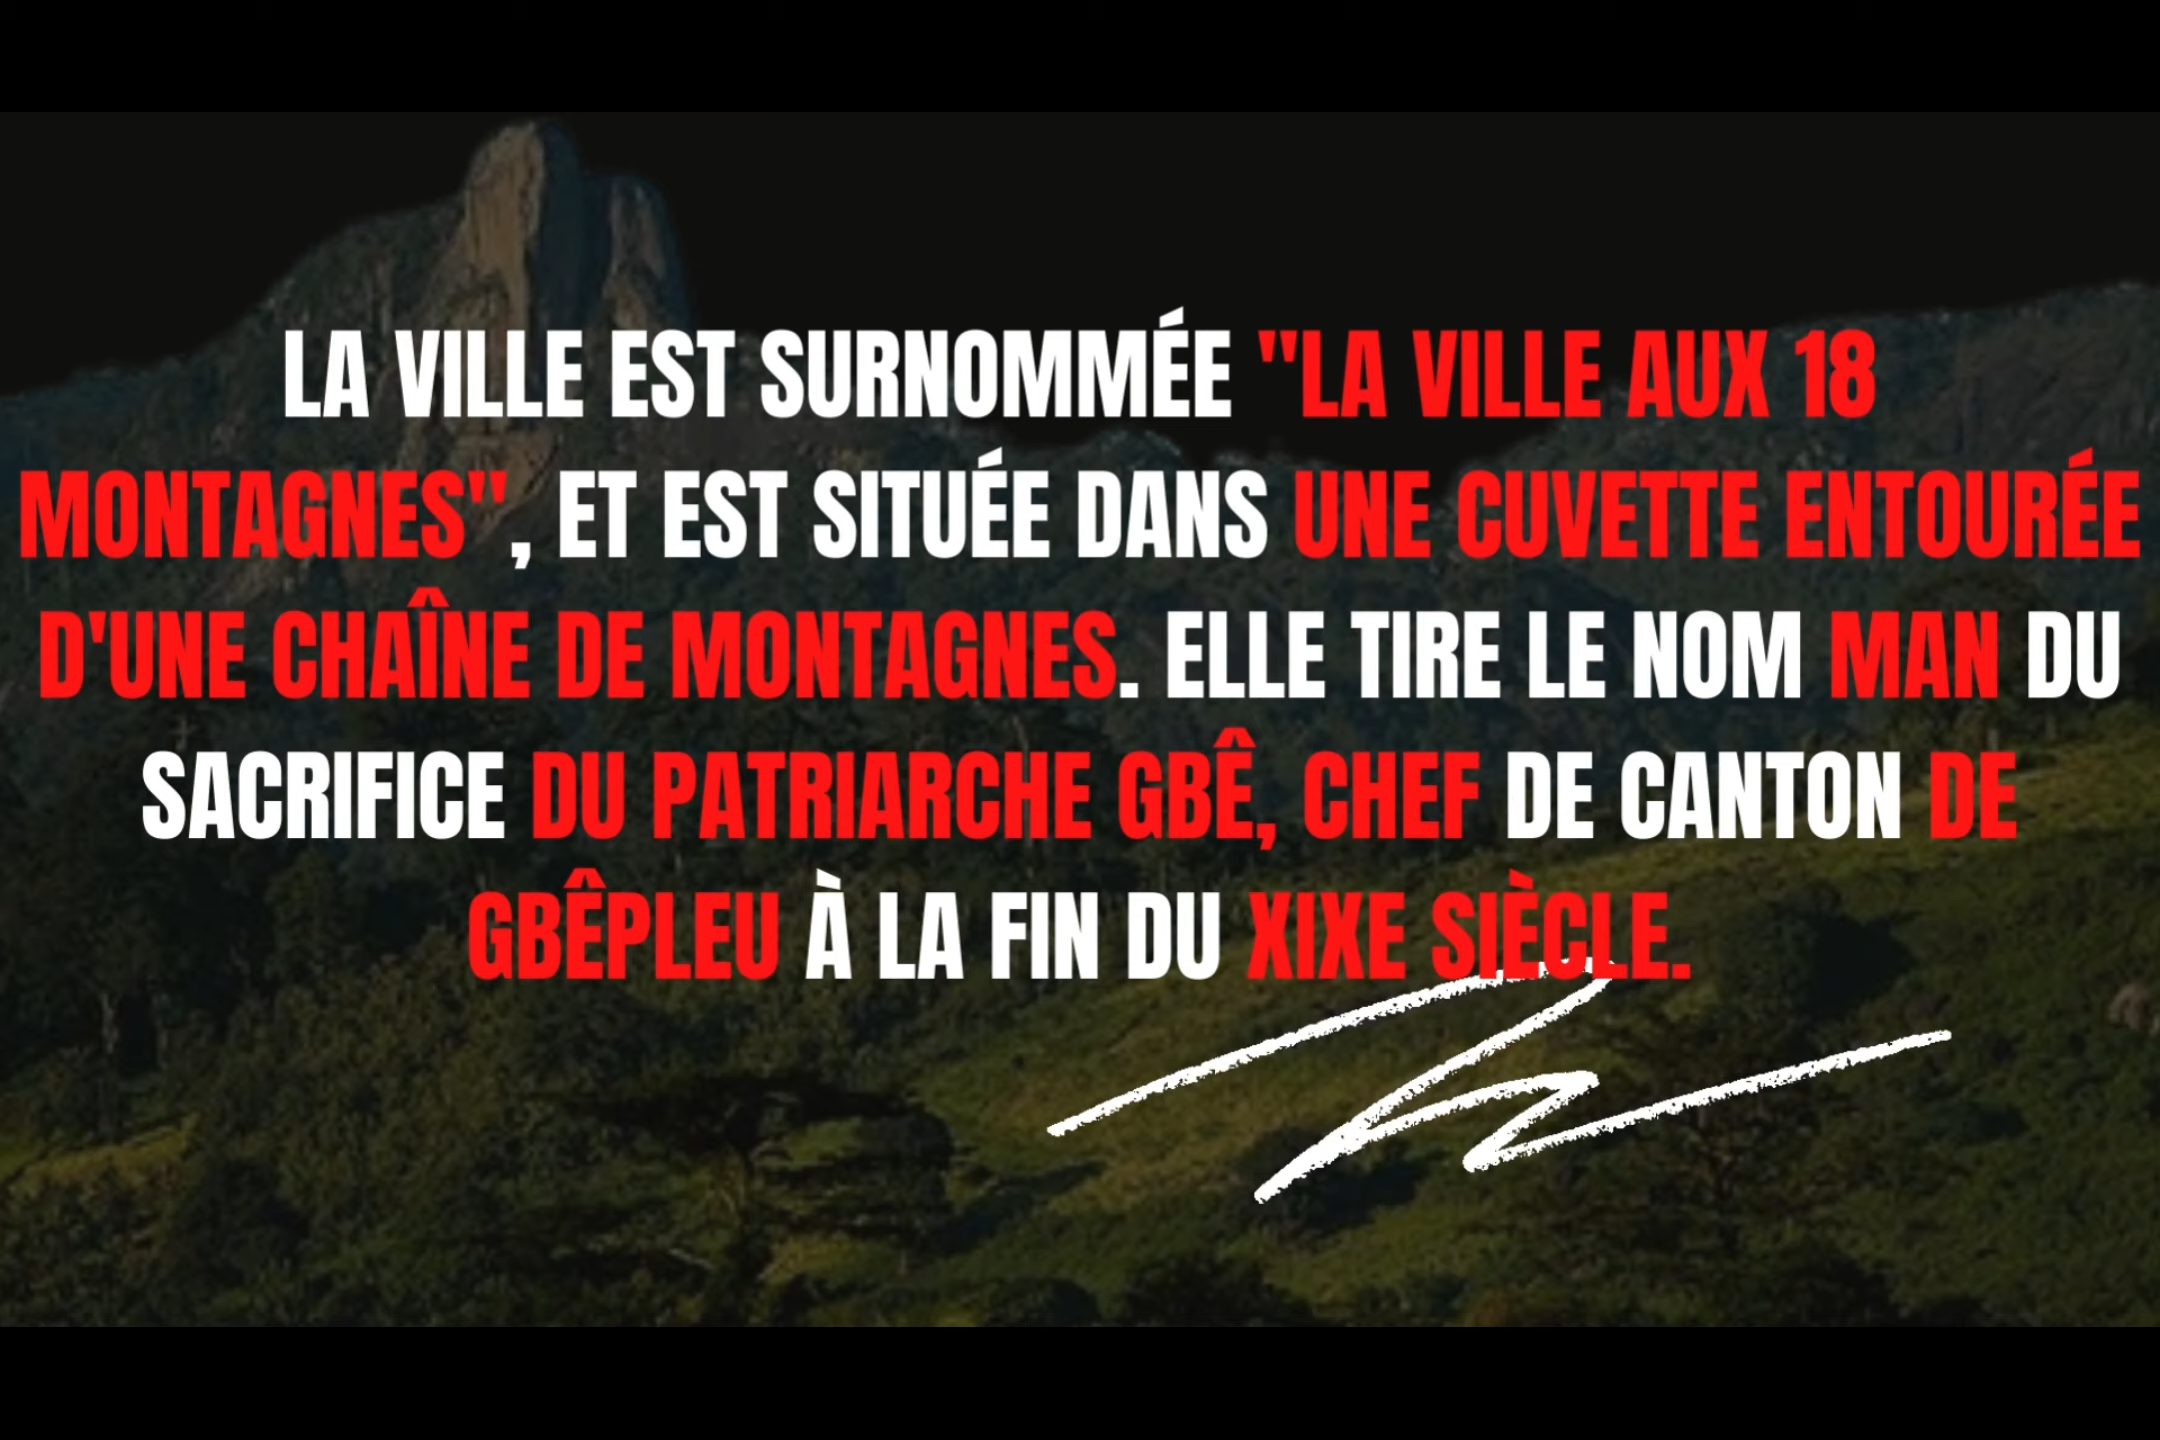 LA VILLE EST SURNOMMÉE "LA VILLE AUX 18
MONTAGNES", ET EST SITUÉE DANS UNE CUVETTE ENTOURÉE
D'UNE CHAÎNE DE MONTAGNES. ELLE TIRE LE NOM MAN DU
SACRIFICE DU PATRIARCHE GBÊ, CHEF DE CANTON DE
GBÊPLEU À LA FIN DU XIXE SIÈCLE.